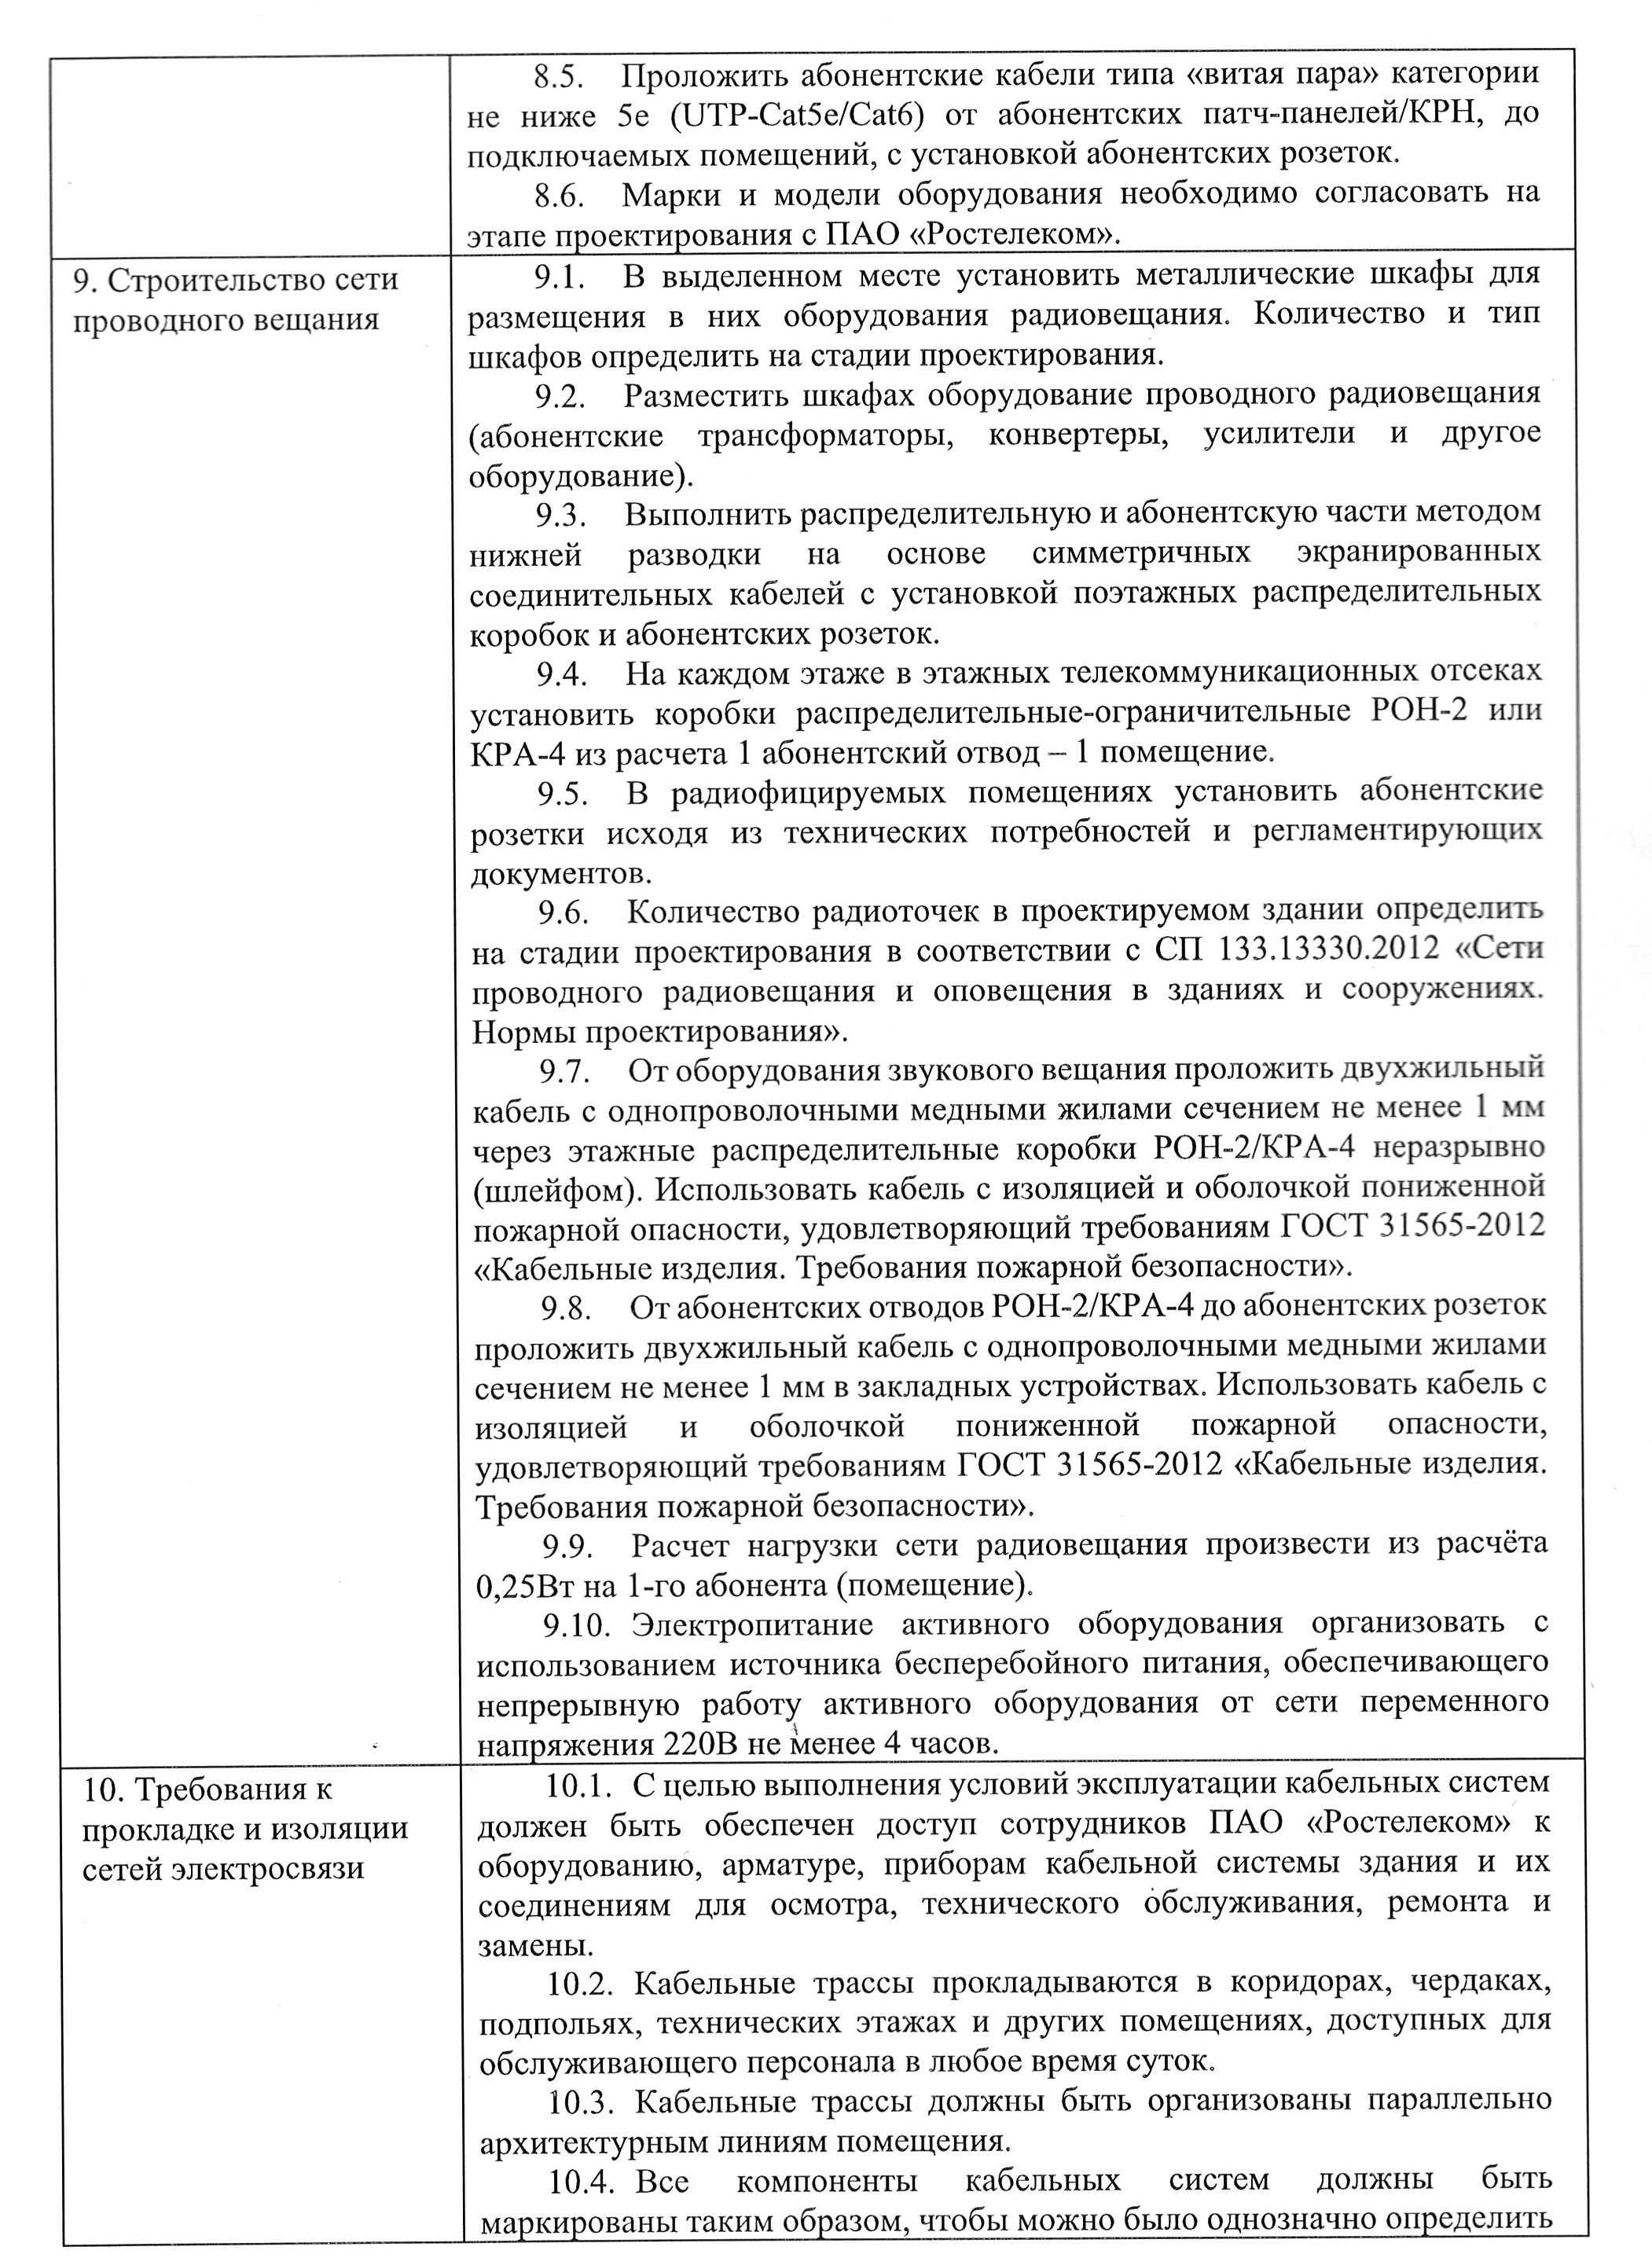 8.5. Проложить абонентские кабели типа «витая пара» категории
не ниже 5е (UTP-Cat5e/Cat6) от абонентских патч-панелей/КРН, до
подключаемых помещений, с установкой абонентских розеток.
8.6. Марки и модели оборудования необходимо согласовать на
этапе проектирования с ПАО «Ростелеком».
9. Строительство сети
проводного вещания
9.1. В выделенном месте установить металлические шкафы для
размещения в них оборудования радиовещания. Количество и тип
шкафов определить на стадии проектирования.
9.2. Разместить шкафах оборудование проводного радиовещания
(абонентские трансформаторы, конвертеры, усилители и другое
оборудование).
9.3. Выполнить распределительную и абонентскую части методом
нижней разводки на основе симметричных экранированных
соединительных кабелей с установкой поэтажных распределительных
коробок и абонентских розеток.
9.4. На каждом этаже в этажных телекоммуникационных отсеках
установить коробки распределительные-ограничительные РОН-2 или
КРА-4 из расчета 1 абонентский отвод – 1 помещение.
9.5. В радиофицируемых помещениях установить абонентские
розетки исходя из технических потребностей и регламентирующих
документов.
9.6. Количество радиоточек в проектируемом здании определить
на стадии проектирования в соответствии с СП 133.13330.2012 «Сети
проводного радиовещания и оповещения в зданиях и сооружениях.
Нормы проектирования».
9.7. От оборудования звукового вещания проложить двухжильный
кабель с однопроволочными медными жилами сечением не менее 1 мм
через этажные распределительные коробки РОН-2/КРА-4 неразрывно
(шлейфом). Использовать кабель с изоляцией и оболочкой пониженной
пожарной опасности, удовлетворяющий требованиям ГОСТ 31565-2012
«Кабельные изделия. Требования пожарной безопасности».
9.8. От абонентских отводов РОН-2/КРА-4 до абонентских розеток
проложить двухжильный кабель с однопроволочными медными жилами
сечением не менее 1 мм в закладных устройствах. Использовать кабель с
изоляцией и оболочкой пониженной пожарной опасности,
удовлетворяющий требованиям ГОСТ 31565-2012 «Кабельные изделия.
Требования пожарной безопасности».
9.9. Расчет нагрузки сети радиовещания произвести из расчёта
0,25Вт на 1-го абонента (помещение).
9.10. Электропитание активного оборудования организовать с
использованием источника бесперебойного питания, обеспечивающего
непрерывную работу активного оборудования от сети переменного
напряжения 220В не менее 4 часов.
10. Требования к
прокладке и изоляции
сетей электросвязи
10.1. С целью выполнения условий эксплуатации кабельных систем
должен быть обеспечен доступ сотрудников ПАО «Ростелеком» к
оборудованию, арматуре, приборам кабельной системы здания и их
соединениям для осмотра, технического обслуживания, ремонта и
замены.
10.2. Кабельные трассы прокладываются в коридорах, чердаках,
подпольях, технических этажах и других помещениях, доступных для
обслуживающего персонала в любое время суток.
10.3. Кабельные трассы должны быть организованы параллельно
архитектурным линиям помещения.
10.4. Все компоненты кабельных систем должны быть
маркированы таким образом, чтобы можно было однозначно определить